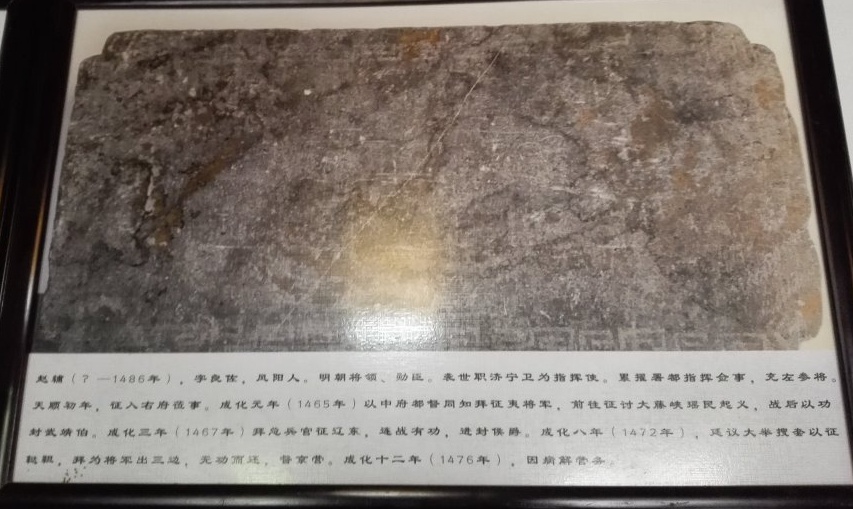 赵辅(?—1486年),字良佐,凤阳人。明朝将领、勋臣。袭世职济宁卫为指挥使。累擢署都指挥佥事,充左参将。
天顺初年,征入右府莅事。成化元年(1465年)以中府都督同知拜征夷将军,前往征讨大藤峡瑶民起义,战后以功
封武靖伯。成化三年(1467年)拜总兵官征辽东,连战有功,进封侯爵。成化八年(1472年),廷议大举搜套以征
鞑靼,拜为将军出三边,无功而还,督京营。成化十二年(1476年),因病解营务。